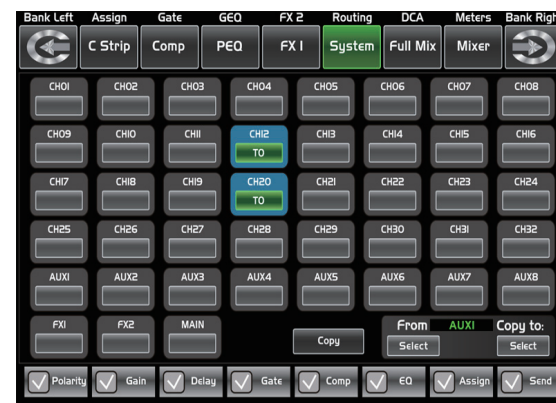 Bank Left Assign Gate GEQ FX 2 Routing DCA Meters Bank Righ
C Strip Comp PEQ FX 1 System Full Mix Mixer
CH01 CH02 CH03 CH04 CH05 CH06 CH07 CH08
CH09 CH10 CH11 CH12 CH13 CH14 CH15 CH16
TO
CH17 CH18 CH19 CH20 CH21 CH22 CH23 CH24
TO
CH25 CH26 CH27 CH28 CH29 CH30 CH31 CH32
AUX1 AUX2 AUX3 AUX4 AUX5 AUX6 AUX7 AUX8
FX1 FX2 MAIN From AUX1 Copy to:
Copy Select Select
Polarity Gain Delay Gate Comp EQ Assign Send